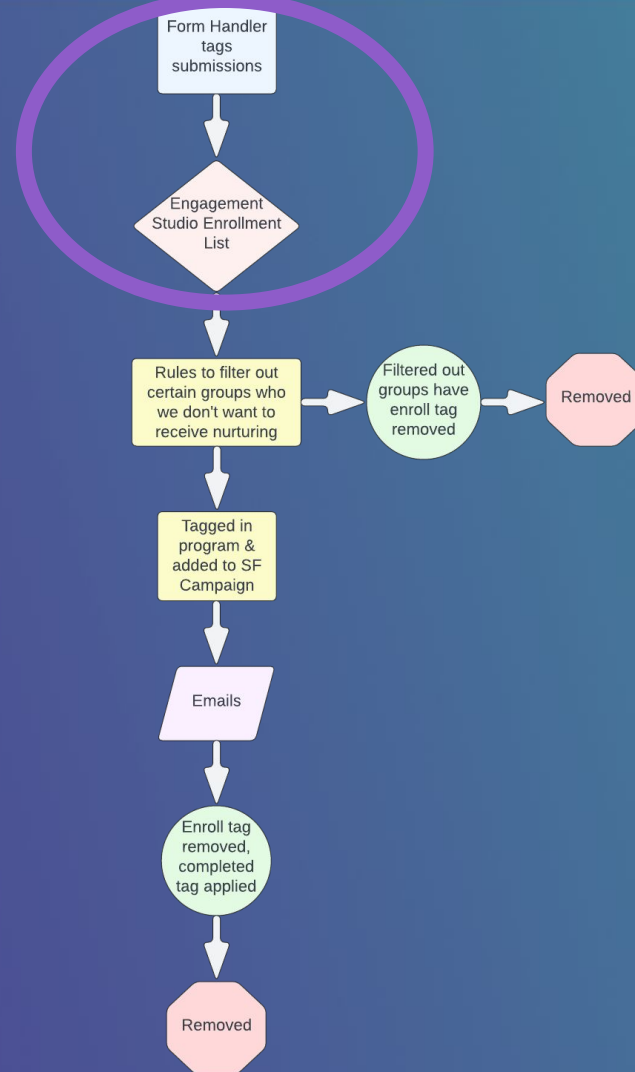 Form Handler
tags
submissions
Engagement
Studio Enrollment
List
Rules to filter out
certain groups who
we don't want to
receive nurturing
Filtered out
groups have
enroll tag
removed
Removed
Tagged in
program &
added to SF
Campaign
Emails
Enroll tag
removed,
completed
tag applied
Removed